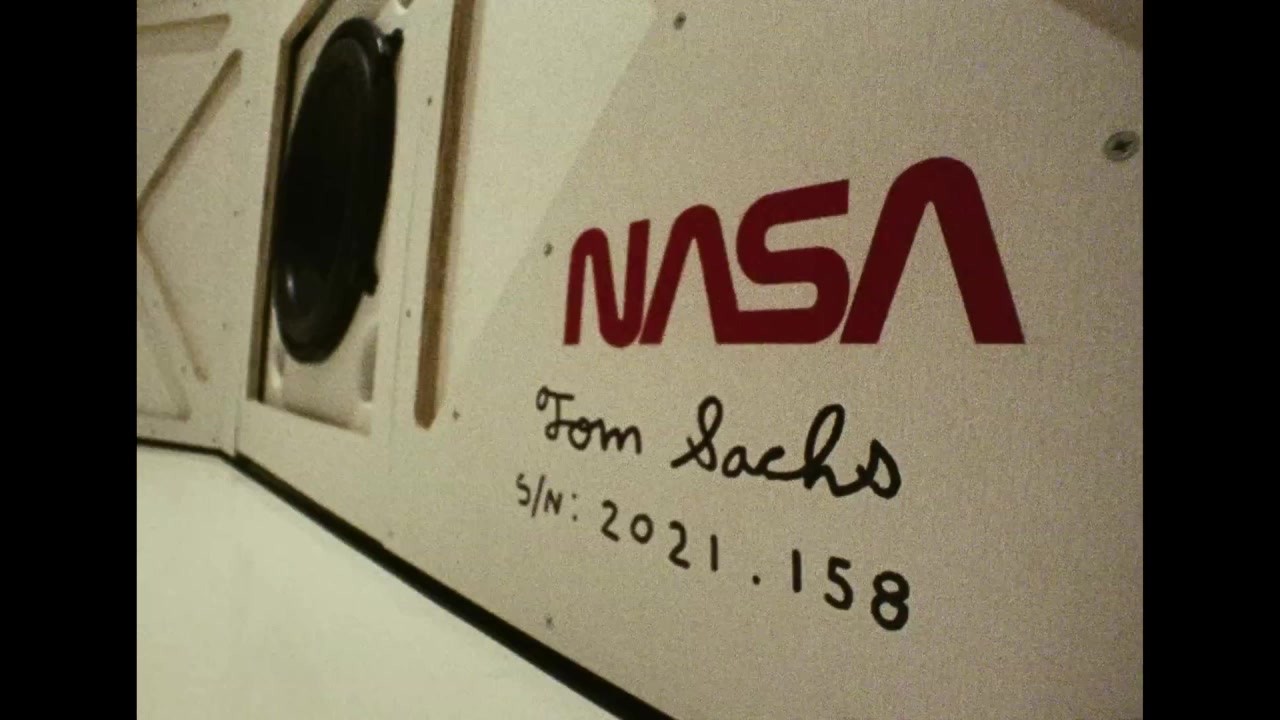 NASA
Tom Sachs
S/N: 2021.158